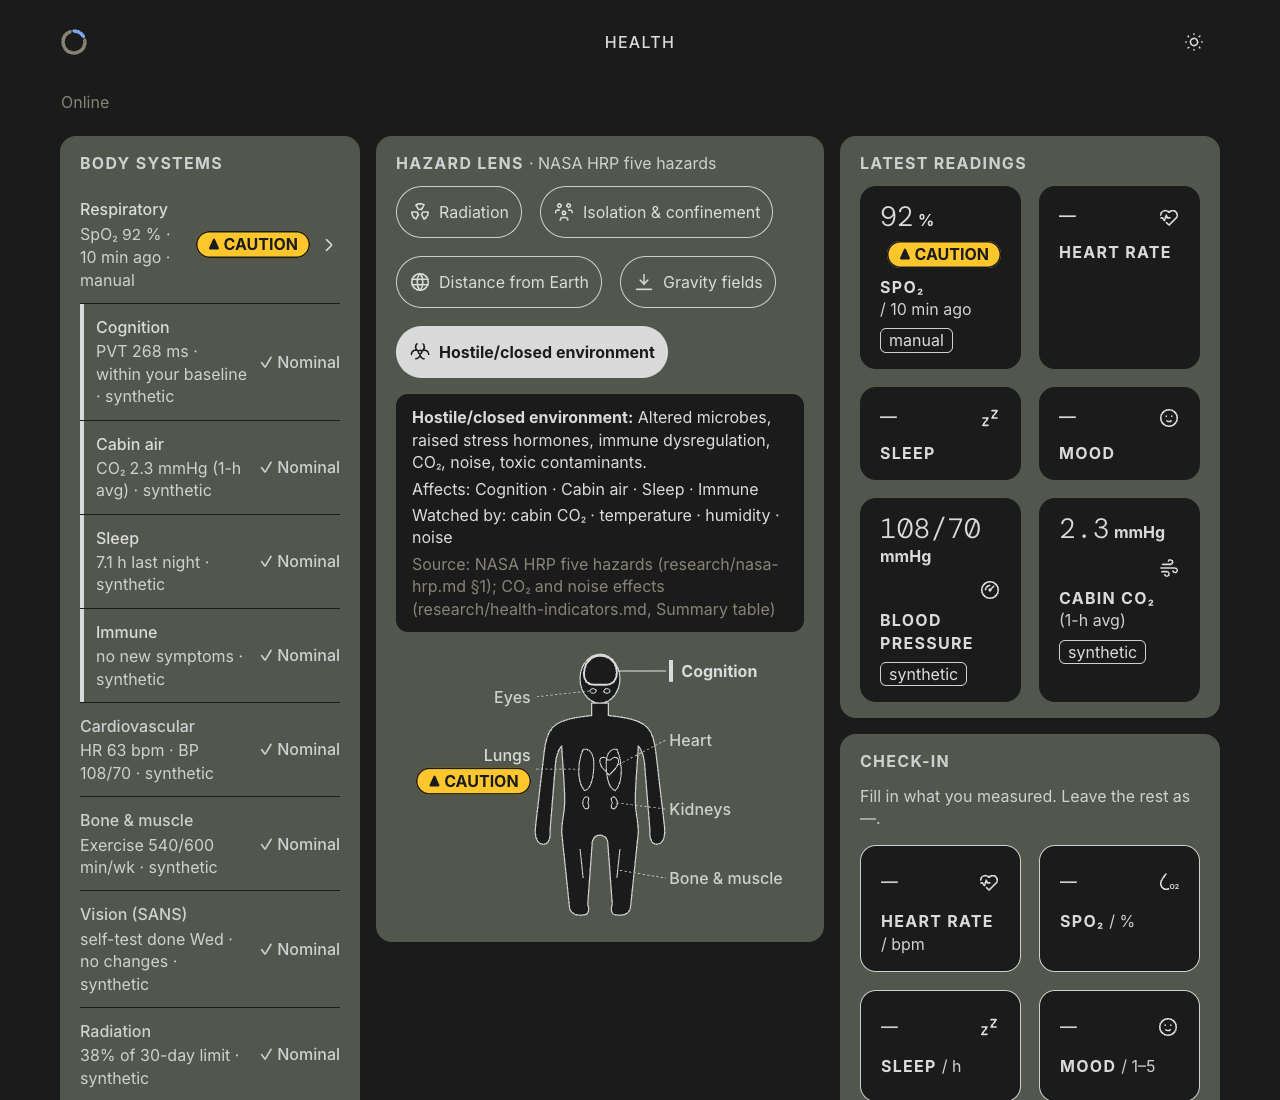 HEALTH
Online
BODY SYSTEMS
Respiratory
SpO₂ 92 % ·
10 min ago ·
manual
CAUTION
Cognition
PVT 268 ms ·
within your baseline
· synthetic
Nominal
Cabin air
CO₂ 2.3 mmHg (1-h
avg) · synthetic
Nominal
Sleep
7.1 h last night ·
synthetic
Nominal
Immune
no new symptoms ·
synthetic
Nominal
Cardiovascular
HR 63 bpm · BP
108/70 · synthetic
Nominal
Bone & muscle
Exercise 540/600
min/wk · synthetic
Nominal
Vision (SANS)
self-test done Wed ·
no changes ·
synthetic
Nominal
Radiation
38% of 30-day limit ·
synthetic
Nominal
HAZARD LENS · NASA HRP five hazards
Radiation
Isolation & confinement
Distance from Earth
Gravity fields
Hostile/closed environment
Hostile/closed environment: Altered microbes,
raised stress hormones, immune dysregulation,
CO₂, noise, toxic contaminants.
Affects: Cognition · Cabin air · Sleep · Immune
Watched by: cabin CO₂ · temperature · humidity ·
noise
Source: NASA HRP five hazards (research/nasa-
hrp.md §1); CO₂ and noise effects
(research/health-indicators.md, Summary table)
Cognition
Eyes
Heart
Lungs
CAUTION
Kidneys
Bone & muscle
LATEST READINGS
92 %
CAUTION
SPO₂
/ 10 min ago
manual
—
HEART RATE
—
zZ
SLEEP
—
MOOD
108/70
mmHg
BLOOD
PRESSURE
synthetic
2.3 mmHg
CABIN CO₂
(1-h avg)
synthetic
CHECK-IN
Fill in what you measured. Leave the rest as
—.
—
HEART RATE
/ bpm
—
O2
SPO₂ / %
—
zZ
SLEEP / h
—
MOOD / 1–5